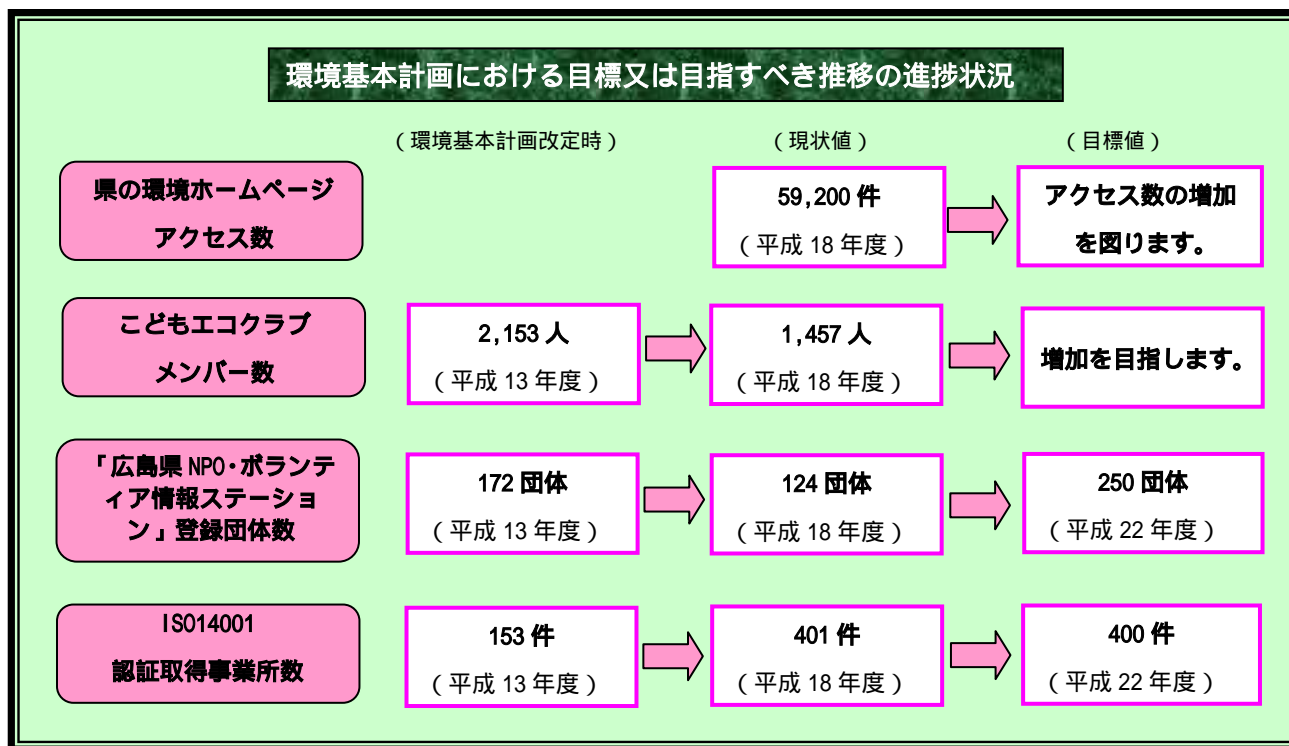 環境基本計画における目標又は目指すべき推移の進捗状況
（環境基本計画改定時）
（現状値）
（目標値）
県の環境ホームページ
アクセス数
59,200 件
（平成 18 年度）
アクセス数の増加
を図ります。
こどもエコクラブ
メンバー数
2,153 人
（平成 13 年度）
1,457 人
（平成 18 年度）
増加を目指します。
「広島県 NPO・ボランテ
ィア情報ステーショ
ン」登録団体数
172 団体
（平成 13 年度）
124 団体
（平成 18 年度）
250 団体
（平成 22 年度）
ISO14001
認証取得事業所数
153 件
（平成 13 年度）
401 件
（平成 18 年度）
400 件
（平成 22 年度）